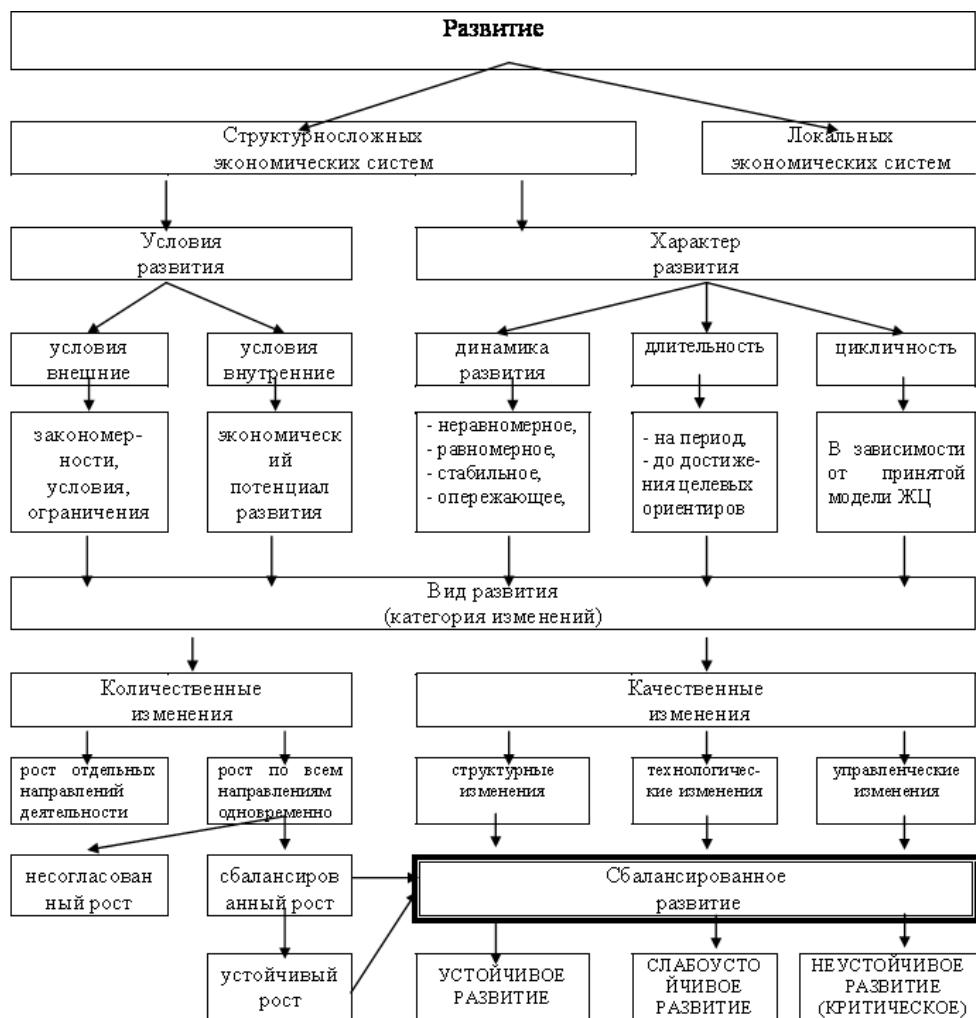 Развитие
Структурносложных
экономических систем
Локальных
экономических систем
Условия
развития
Характер
развития
условия
внешние
условия
внутренние
динамика
развития
длительность
цикличность
закономер-
ности,
условия,
ограничения
экономическ
ий
потенциал
развития
- неравномерное,
- равномерное,
- стабильное,
- опережающее,
- на период,
- до достиже-
ния целевых
ориентиров
В зависимости
от принятой
модели ЖЦ
Вид развития
(категория изменений)
Количественные
изменения
Качественные
изменения
рост отдельных
направлений
деятельности
рост по всем
направлениям
одновременно
структурные
изменения
технологичес-
кие изменения
управленческие
изменения
несогласован
ный рост
сбалансиров
анный рост
Сбалансированное
развитие
устойчивый
рост
УСТОЙЧИВОЕ
РАЗВИТИЕ
СЛАБОУСТО
ЙЧИВОЕ
РАЗВИТИЕ
НЕУСТОЙЧИВОЕ
РАЗВИТИЕ
(КРИТИЧЕСКОЕ)